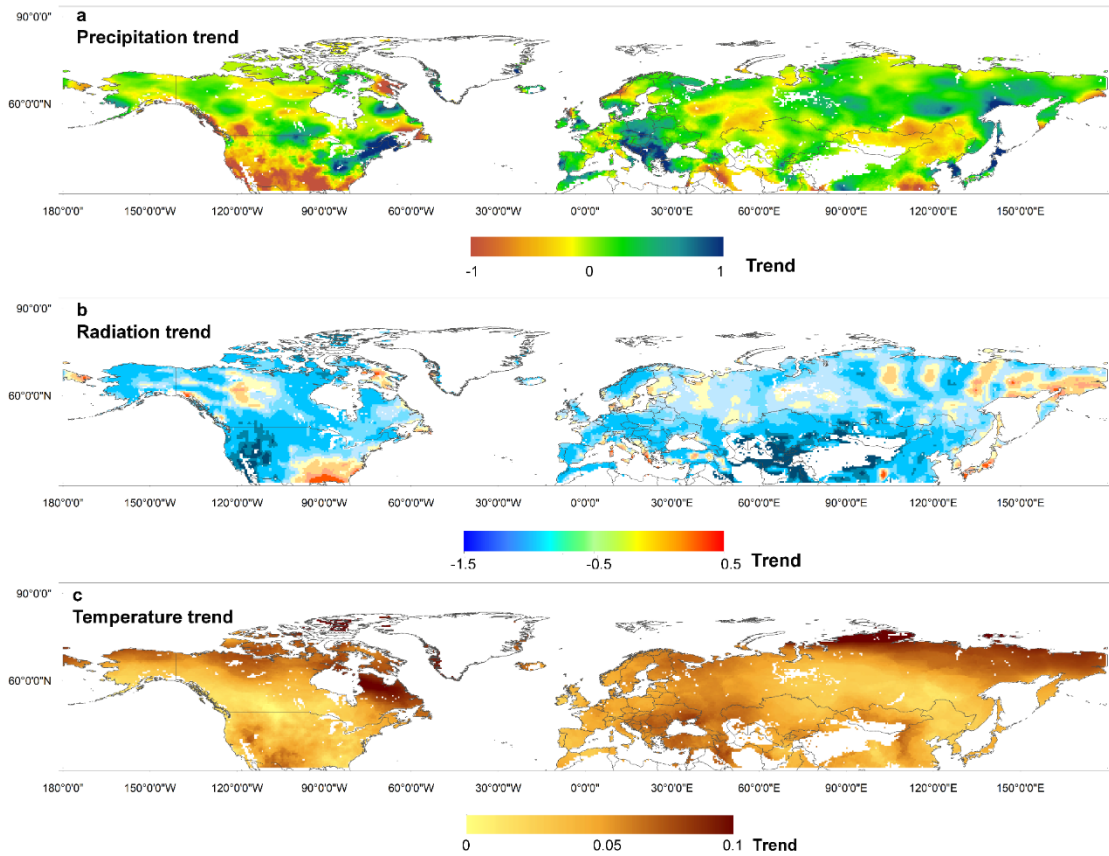 a
Precipitation trend
90°0'0"
60°0'0"N
180°0'0"W 150°0'0"W 120°0'0"W 90°0'0"W 60°0'0"W 30°0'0"W 0°0'0" 30°0'0"E 60°0'0"E 90°0'0"E 120°0'0"E 150°0'0"E
-1 0 1 Trend
b
Radiation trend
90°0'0"
60°0'0"N
180°0'0"W 150°0'0"W 120°0'0"W 90°0'0"W 60°0'0"W 30°0'0"W 0°0'0" 30°0'0"E 60°0'0"E 90°0'0"E 120°0'0"E 150°0'0"E
-1.5 -0.5 0.5 Trend
c
Temperature trend
90°0'0"
60°0'0"N
180°0'0"W 150°0'0"W 120°0'0"W 90°0'0"W 60°0'0"W 30°0'0"W 0°0'0" 30°0'0"E 60°0'0"E 90°0'0"E 120°0'0"E 150°0'0"E
0 0.05 0.1 Trend